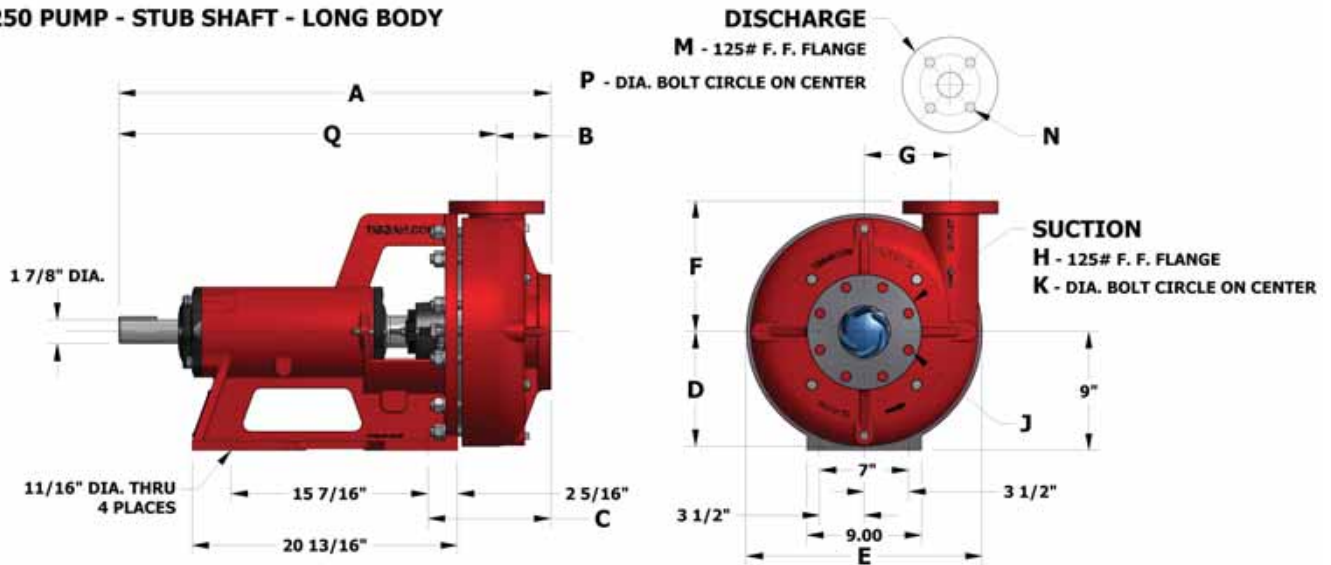 250 PUMP - STUB SHAFT - LONG BODY
DISCHARGE
M - 125# F. F. FLANGE
P - DIA. BOLT CIRCLE ON CENTER
N
A
Q
B
G
F
SUCTION
H - 125# F. F. FLANGE
K - DIA. BOLT CIRCLE ON CENTER
1 7/8" DIA.
D
9"
J
11/16" DIA. THRU
4 PLACES
15 7/16"
2 5/16"
C
20 13/16"
7"
3 1/2"
3 1/2"
9.00
E